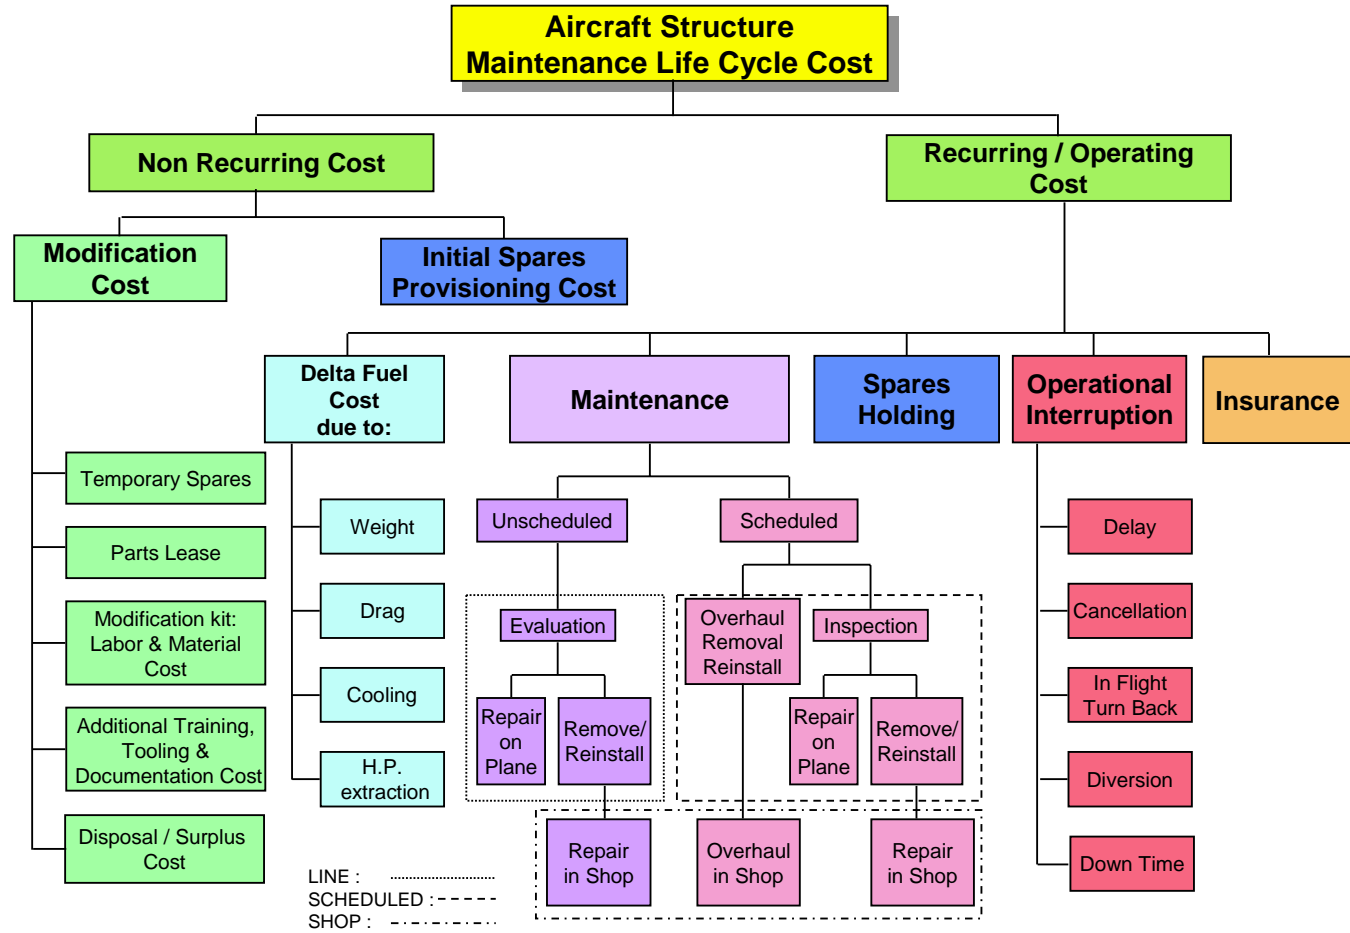 Aircraft Structure
Maintenance Life Cycle Cost
Non Recurring Cost
Recurring / Operating
Cost
Modification
Cost
Initial Spares
Provisioning Cost
Delta Fuel
Cost
due to:
Maintenance
Spares
Holding
Operational
Interruption
Insurance
Temporary Spares
Parts Lease
Modification kit:
Labor & Material
Cost
Additional Training,
Tooling &
Documentation Cost
Disposal / Surplus
Cost
Weight
Drag
Cooling
H.P.
extraction
Unscheduled
Scheduled
Evaluation
Overhaul
Removal
Reinstall
Inspection
Repair
on
Plane
Remove/
Reinstall
Repair
on
Plane
Remove/
Reinstall
Repair
in Shop
Overhaul
in Shop
Repair
in Shop
Delay
Cancellation
In Flight
Turn Back
Diversion
Down Time
LINE :
SCHEDULED :
SHOP :